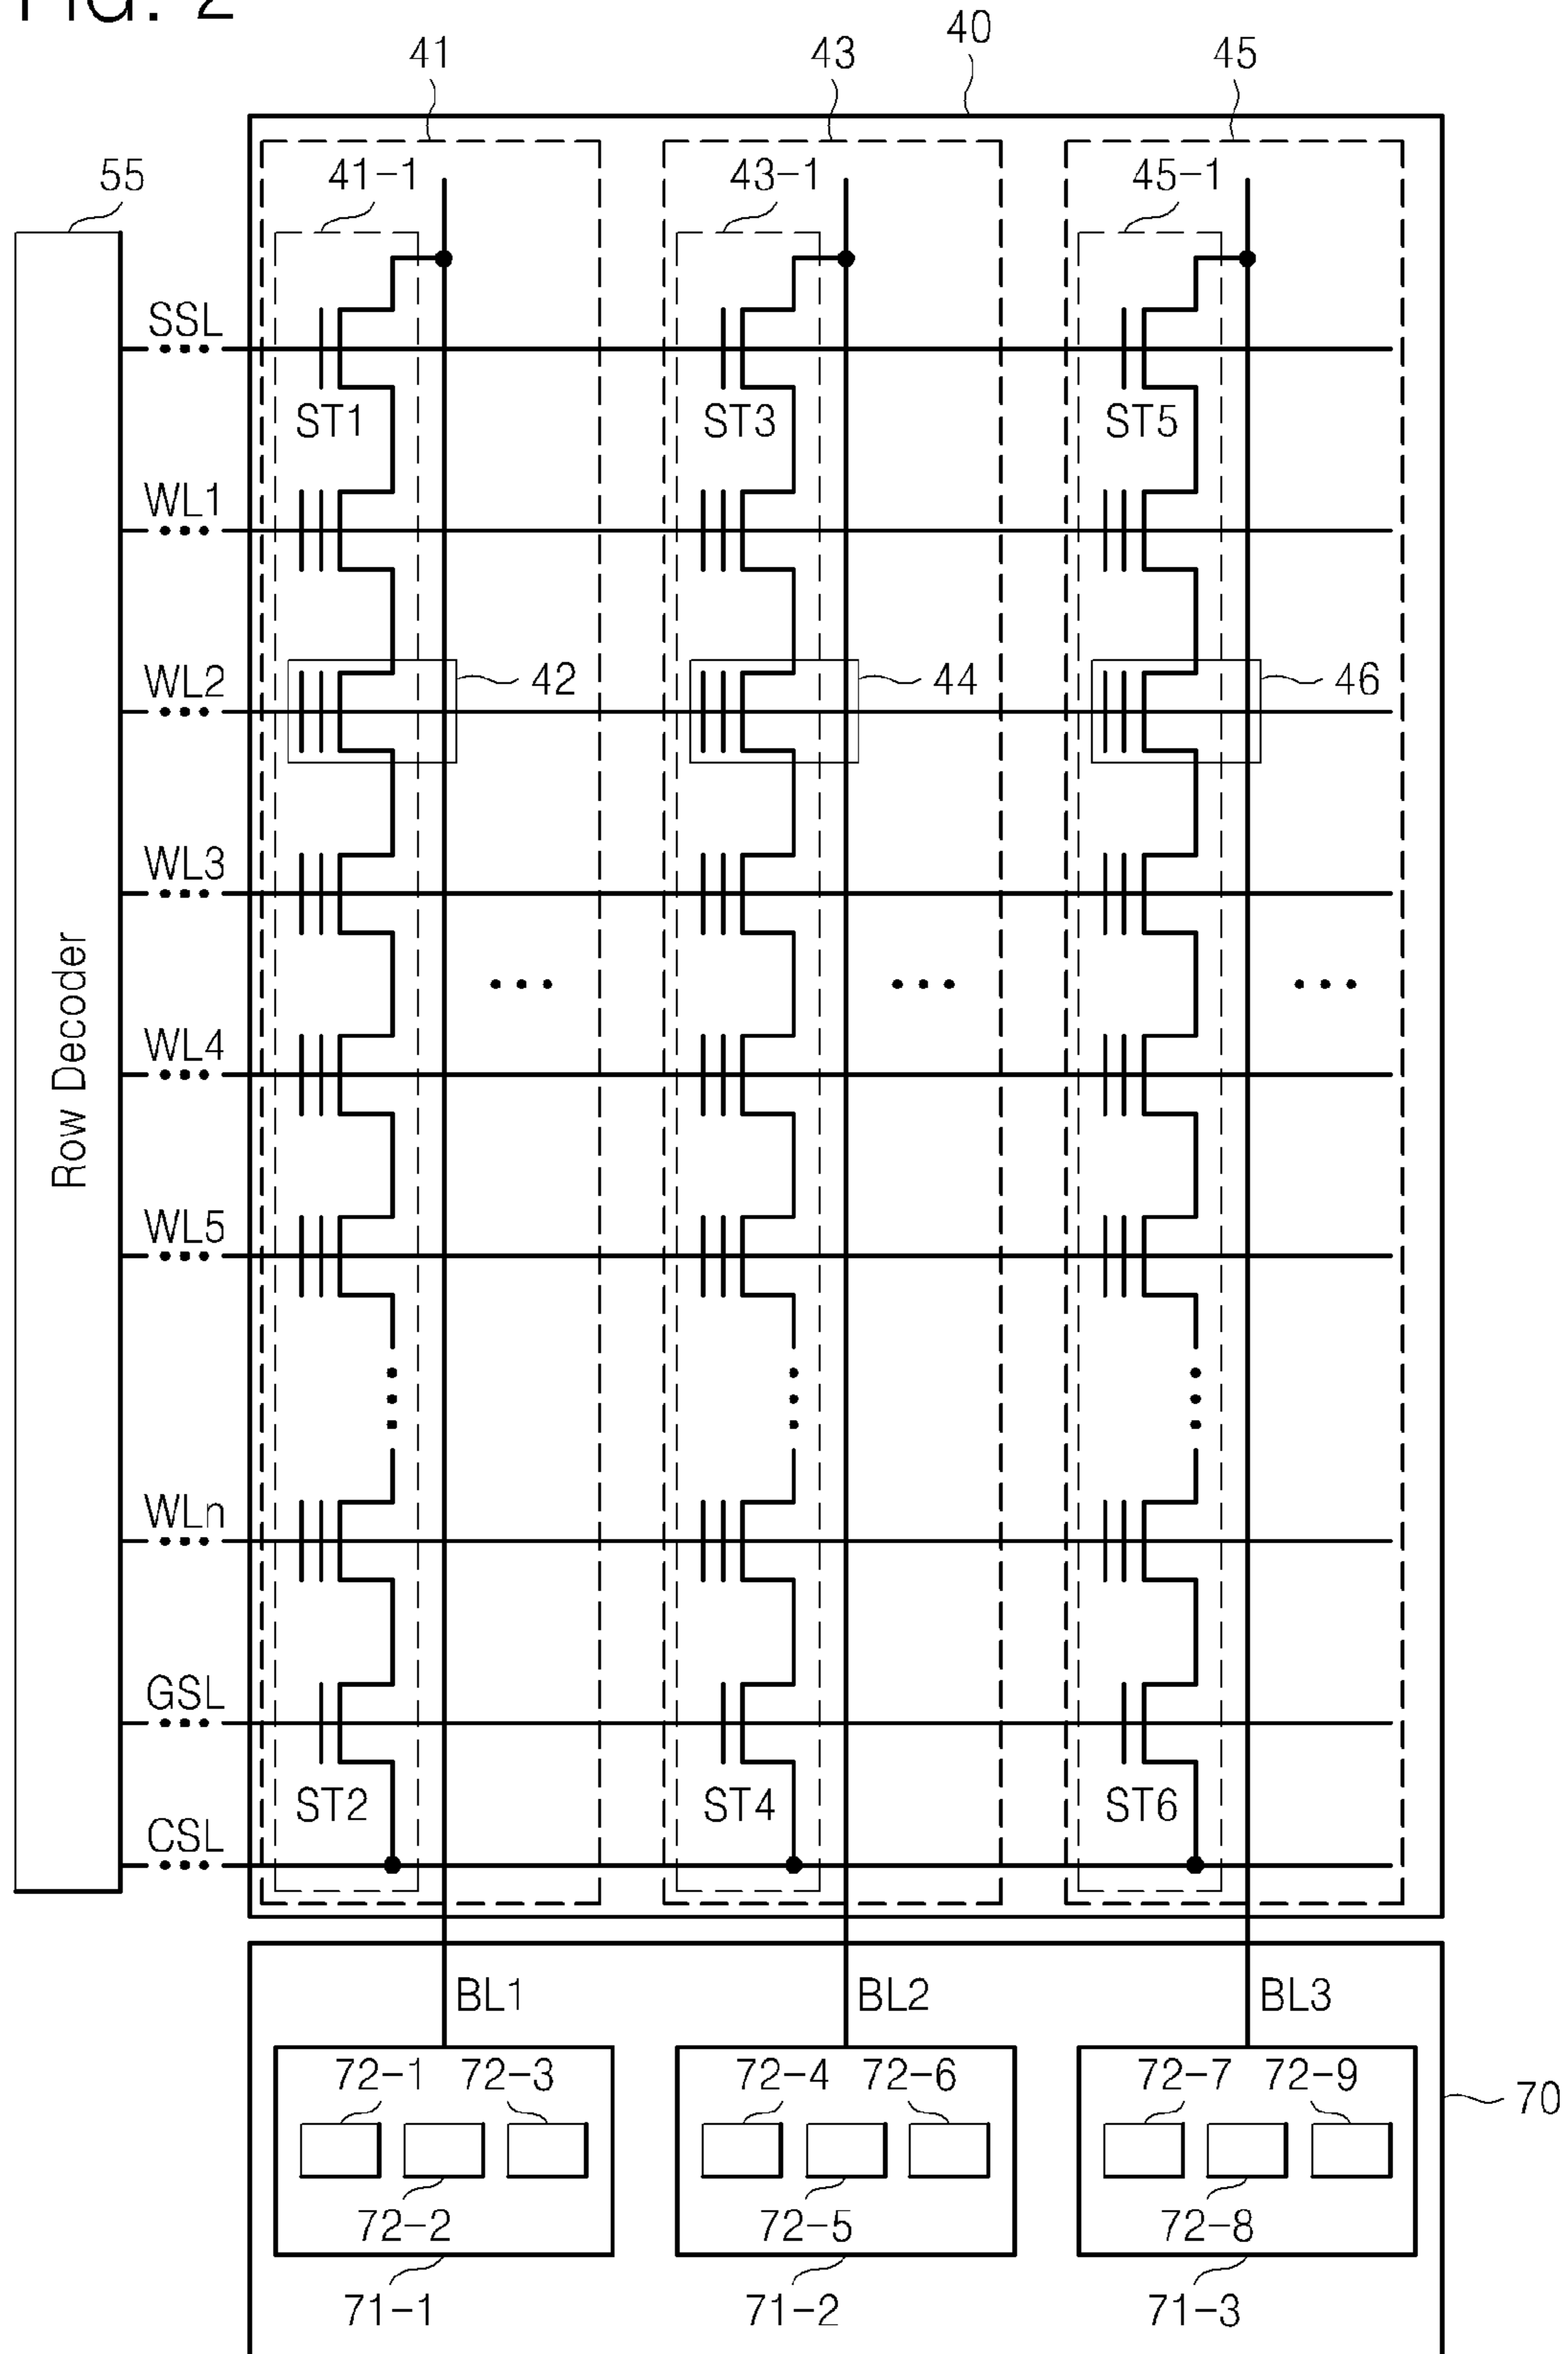 FIG. 2
41 43 40 45
55 41-1 43-1 45-1
SSL
ST1 ST3 ST5
WL1
WL2 42 44 46
WL3
Row Decoder
WL4
WL5
WLn
GSL
ST2 ST4 ST6
CSL
BL1 BL2 BL3
72-1 72-3 72-4 72-6 72-7 72-9
70
72-2 72-5 72-8
71-1 71-2 71-3